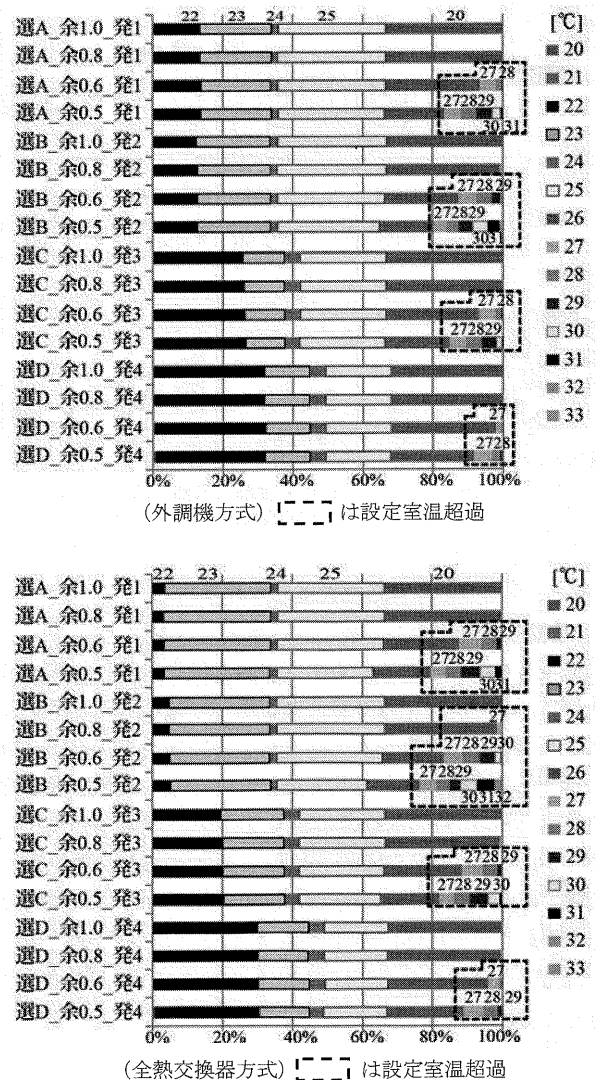 22 23 24 25 20 [℃]
選A_余1.0_発1
選A_余0.8_発1
選A_余0.6_発1 2728
選A_余0.5_発1 272829
30 31
選B_余1.0_発2
選B_余0.8_発2
選B_余0.6_発2 272829
選B_余0.5_発2 272829
3031
選C_余1.0_発3
選C_余0.8_発3
選C_余0.6_発3 2728
選C_余0.5_発3 272829
選D_余1.0_発4
選D_余0.8_発4
選D_余0.6_発4 27
選D_余0.5_発4 2728
0% 20% 40% 60% 80% 100%
20
21
22
23
24
25
26
27
28
29
30
31
32
33
(外調機方式) は設定室温超過
22 23 24 25 20 [℃]
選A_余1.0_発1
選A_余0.8_発1
選A_余0.6_発1 272829
選A_余0.5_発1 272829
3031
選B_余1.0_発2
選B_余0.8_発2 27
選B_余0.6_発2 27282930
選B_余0.5_発2 272829
303132
選C_余1.0_発3
選C_余0.8_発3
選C_余0.6_発3 272829
選C_余0.5_発3 2728 2930
選D_余1.0_発4
選D_余0.8_発4
選D_余0.6_発4 27
選D_余0.5_発4 2728 29
0% 20% 40% 60% 80% 100%
20
21
22
23
24
25
26
27
28
29
30
31
32
33
(全熱交換器方式) は設定室温超過